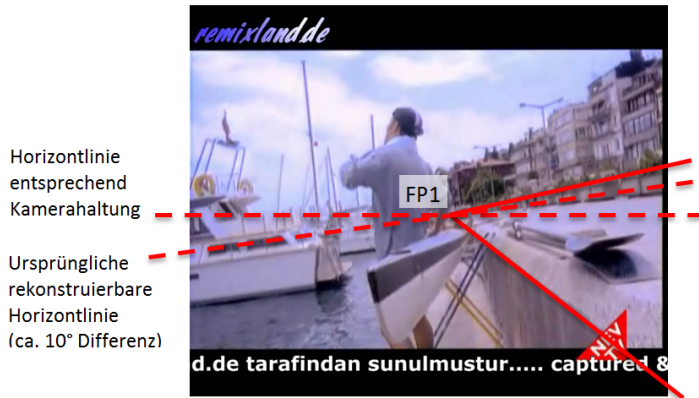 remixland.de
FP1
Horizontlinie
entsprechend
Kamerahaltung
Ursprüngliche
rekonstruierbare
Horizontlinie
(ca. 10° Differenz)
d.de tarafindan sunulmustur..... captured &